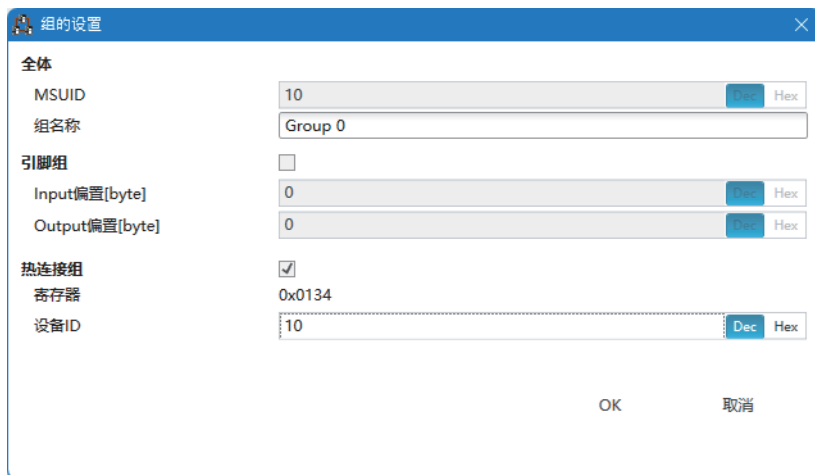 组的设置
全体
MSUID 10 Dec Hex
组名称 Group 0
引脚组
Input偏置[byte] 0 Dec Hex
Output偏置[byte] 0 Dec Hex
热连接组
寄存器 0x0134
设备ID 10 Dec Hex
OK 取消